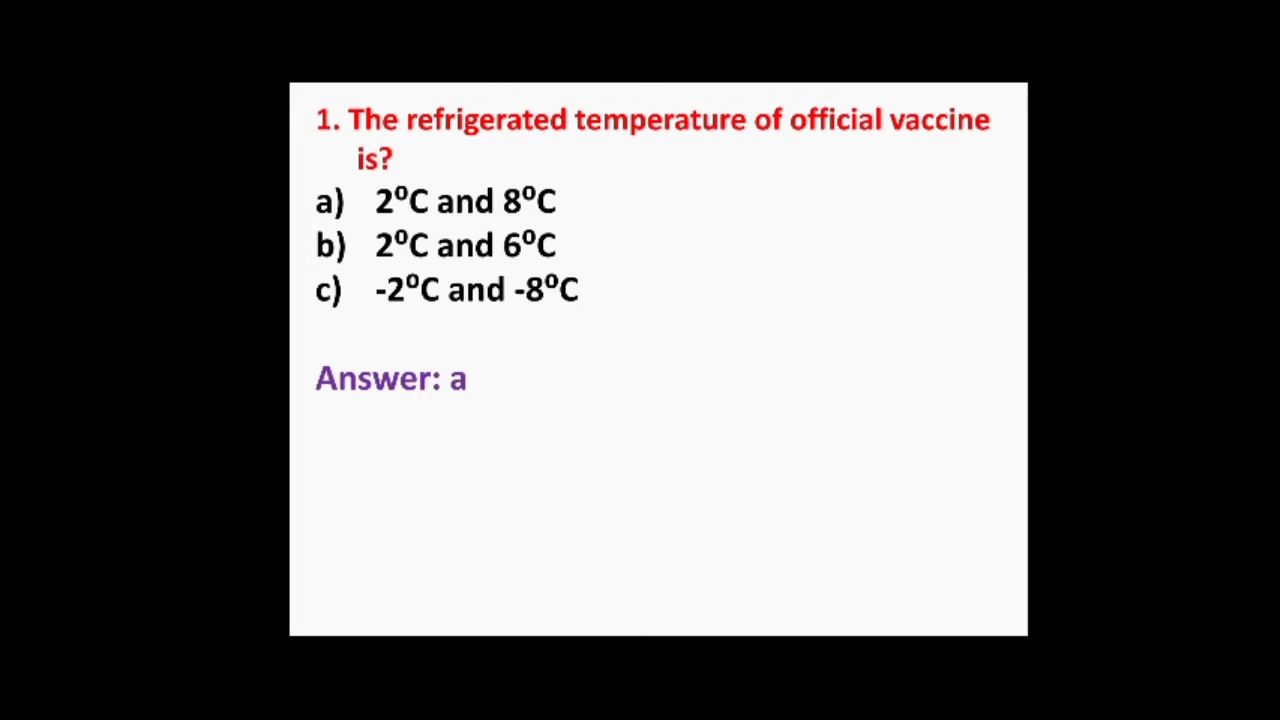 1. The refrigerated temperature of official vaccine
is?
a) 2⁰C and 8⁰C
b) 2⁰C and 6⁰C
c) -2⁰C and -8⁰C
Answer: a